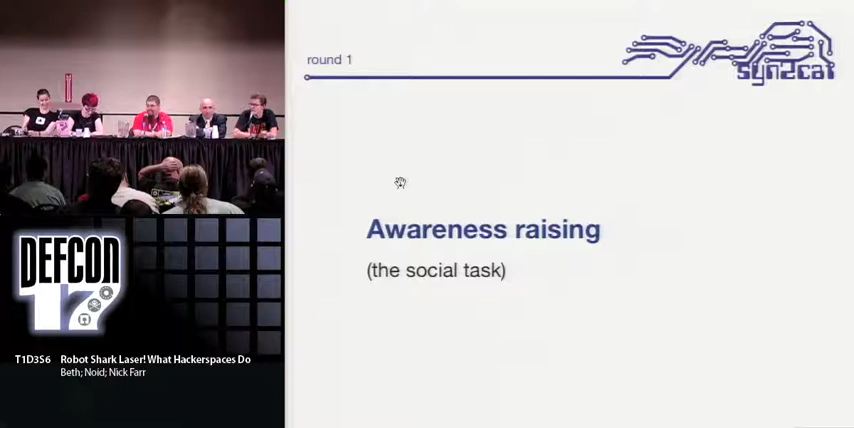 round 1
syn2cat
Awareness raising
(the social task)
DEFCON
17
T1D3S6 Robot Shark Laser! What Hackerspaces Do
Beth; Noid; Nick Farr